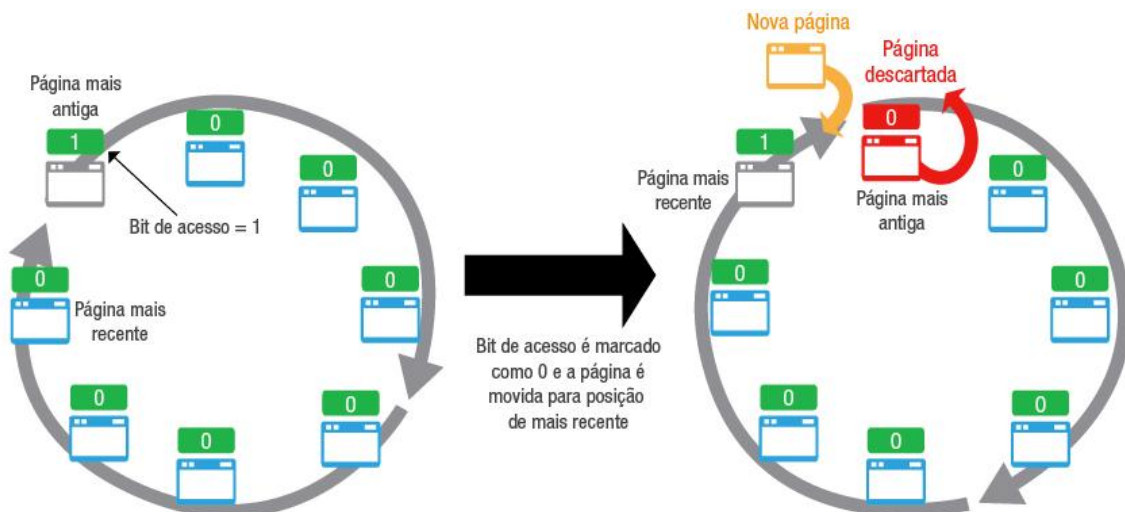 Página mais
antiga
1
0
0
Bit de acesso = 1
0
Página mais
recente
0
0
0
0
Bit de acesso é marcado
como 0 e a página é
movida para posição
de mais recente
Nova página
Página
descartada
1
0
Página mais
recente
Página mais
antiga
0
0
0
0
0
0